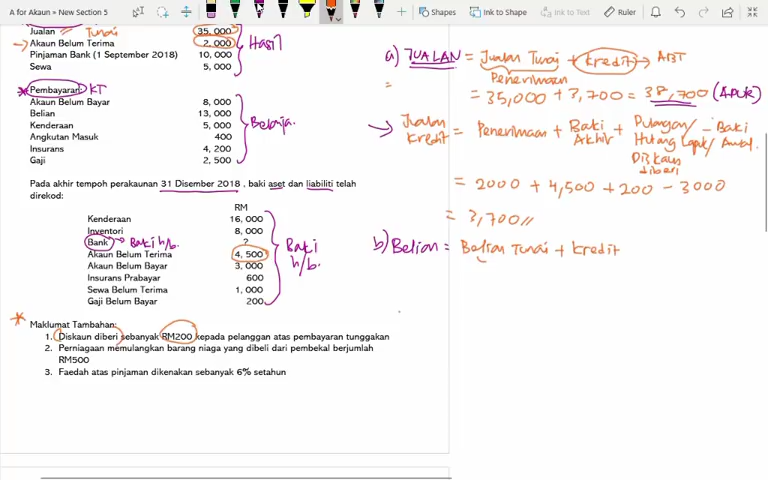 A for Akaun > New Section 5
Shapes
Ink to Shape
Ink to Text
Ruler
Jualan Tunai 35,000
Akaun Belum Terima 2,000
Pinjaman Bank (1 September 2018) 10,000
Sewa 5,000
Hasil
Pembayaran: KT
Akaun Belum Bayar 8,000
Belian 13,000
Kenderaan 5,000
Angkutan Masuk 400
Insurans 4,200
Gaji 2,500
Belanja.
Pada akhir tempoh perakaunan 31 Disember 2018, baki aset dan liabiliti telah
direkod:
RM
Kenderaan 16,000
Inventori 8,000
Bank Baki h/b. ?
Akaun Belum Terima 4,500
Akaun Belum Bayar 3,000
Insurans Prabayar 600
Sewa Belum Terima 1,000
Gaji Belum Bayar 200
Baki
h/b.
Maklumat Tambahan:
1. Diskaun diberi sebanyak RM200 kepada pelanggan atas pembayaran tunggakan
2. Perniagaan memulangkan barang niaga yang dibeli dari pembekal berjumlah
RM500
3. Faedah atas pinjaman dikenakan sebanyak 6% setahun
a) JUALAN = Jualan Tunai + Kredit → ABT
Penerimaan
=
= 35,000 + 3,700 = 38,700
Jualan Kredit = Penerimaan + Baki Akhir + Pulangan/ Hutang Lapuk/ Diskaun diberi – Baki Awal
= 2000 + 4,500 + 200 – 3000
= 3,700 //
b) Belian = Belian Tunai + Kredit